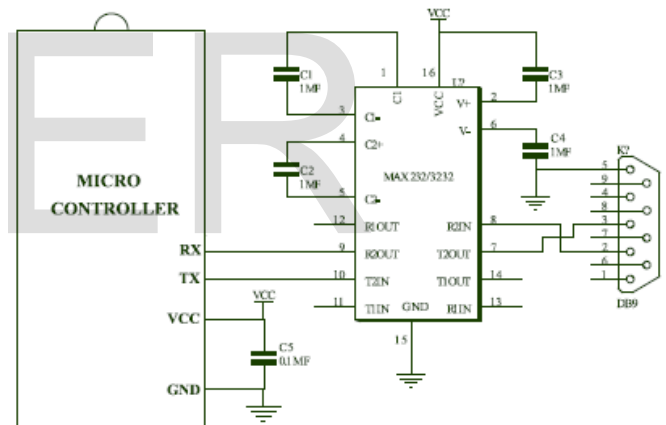 ER
VCC
C1
1MF
1
16
U?
C3
1MF
C1
VCC
V+
2
3
C1-
V-
6
4
C2+
C4
1MF
K?
C2
1MF
MAX 232/3232
5
9
4
MICRO
CONTROLLER
5
C2-
8
12
R1OUT
R2IN
8
3
7
RX
9
R2OUT
T2OUT
7
2
6
TX
10
T2IN
T1OUT
14
1
VCC
11
T1IN
GND
R1IN
13
DB9
VCC
15
C5
0.1MF
GND